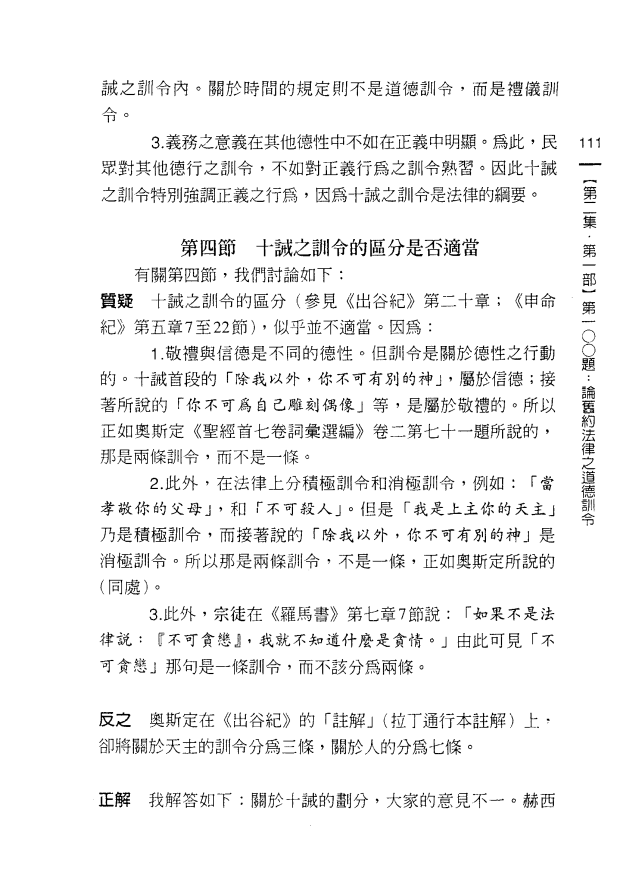 誡之訓令內。關於時間的規定則不是道德訓令，而是禮儀訓
令。
3.義務之意義在其他德性中不如在正義中明顯。爲此，民
眾對其他德行之訓令，不如對正義行爲之訓令熟習。因此十誡
之訓令特別強調正義之行爲，因爲十誡之訓令是法律的綱要。
第四節　十誡之訓令的區分是否適當
有關第四節，我們討論如下：
質疑　十誡之訓令的區分（參見《出谷紀》第二十章；《申命
紀》第五章7至22節），似乎並不適當。因爲：
1.敬禮與信德是不同的德性。但訓令是關於德性之行動
的。十誡首段的「除我以外，你不可有別的神」，屬於信德；接
著所說的「你不可爲自己雕刻偶像」等，是屬於敬禮的。所以
正如奧斯定《聖經首七卷詞彙選編》卷二第七十一題所說的，
那是兩條訓令，而不是一條。
2.此外，在法律上分積極訓令和消極訓令，例如：「當
孝敬你的父母」，和「不可殺人」。但是「我是上主你的天主」
乃是積極訓令，而接著說的「除我以外，你不可有別的神」是
消極訓令。所以那是兩條訓令，不是一條，正如奧斯定所說的
（同處）。
3.此外，宗徒在《羅馬書》第七章7節說：「如果不是法
律說：『不可貪戀』，我就不知道什麼是貪情。」由此可見「不
可貪戀」那句是一條訓令，而不該分爲兩條。
反之　奧斯定在《出谷紀》的「註解」（拉丁通行本註解）上，
卻將關於天主的訓令分爲三條，關於人的分爲七條。
正解　我解答如下：關於十誡的劃分，大家的意見不一。赫西
111
【第二集．第一部】第一○○題：論舊約法律之道德訓令